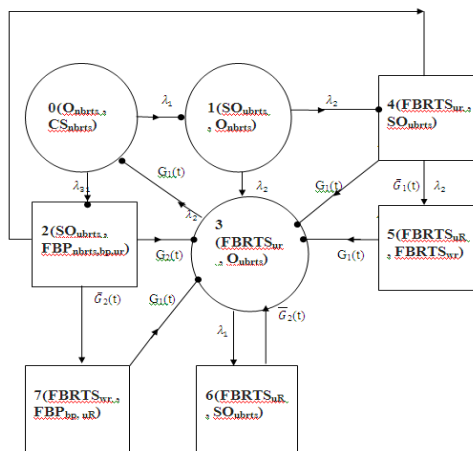 0(O_nbrts,,
CS_nbrts)
λ₁
1(SO_ubrts
, O_nbrts)
λ₂
4(FBRTS_ur,,
SO_ubrts)
λ₃₁
G₁(t)
λ₂
λ₂
G₁(t)
Ḡ₁(t)
λ₂
2(SO_ubrts,,
FBP_nbrts,bp,ur)
G₂(t)
3
(FBRTS_ur
, O_ubrts)
G₁(t)
5(FBRTS_uR
, FBRTS_wr)
Ḡ₂(t)
G₁(t)
λ₁
G̅₂(t)
7(FBRTS_wr,,
FBP_bp, uR)
6(FBRTS_uR
, SO_ubrts)